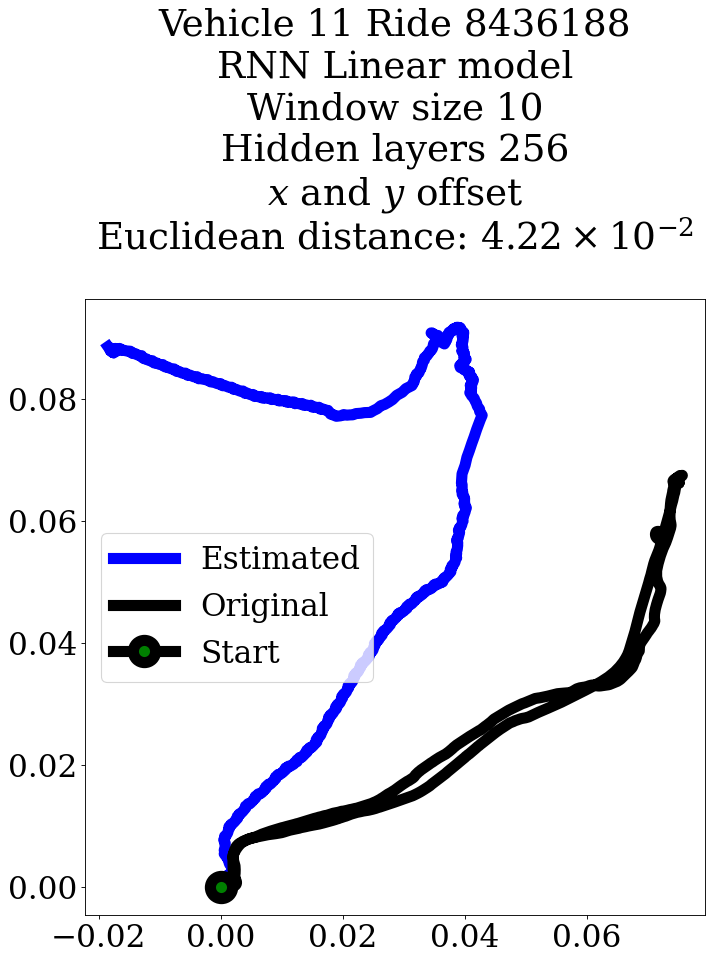 Vehicle 11 Ride 8436188
RNN Linear model
Window size 10
Hidden layers 256
x and y offset
Euclidean distance: 4.22 × 10⁻²
0.08
0.06
0.04
0.02
0.00
Estimated
Original
Start
−0.02 0.00 0.02 0.04 0.06